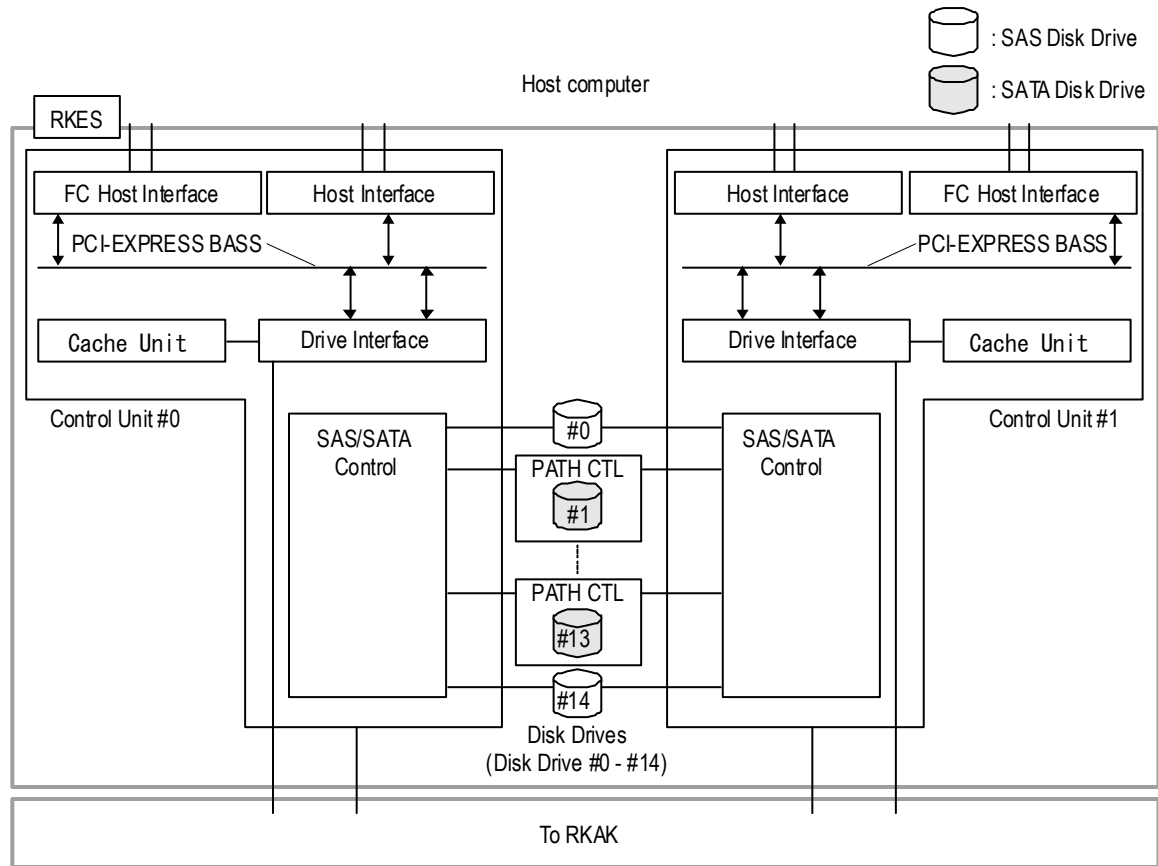 : SAS Disk Drive
Host computer
: SATA Disk Drive
RKES
FC Host Interface
Host Interface
Host Interface
FC Host Interface
PCI-EXPRESS BASS
PCI-EXPRESS BASS
Cache Unit
Drive Interface
Drive Interface
Cache Unit
Control Unit #0
Control Unit #1
SAS/SATA
Control
#0
SAS/SATA
Control
PATH CTL
#1
PATH CTL
#13
#14
Disk Drives
(Disk Drive #0 - #14)
To RKAK